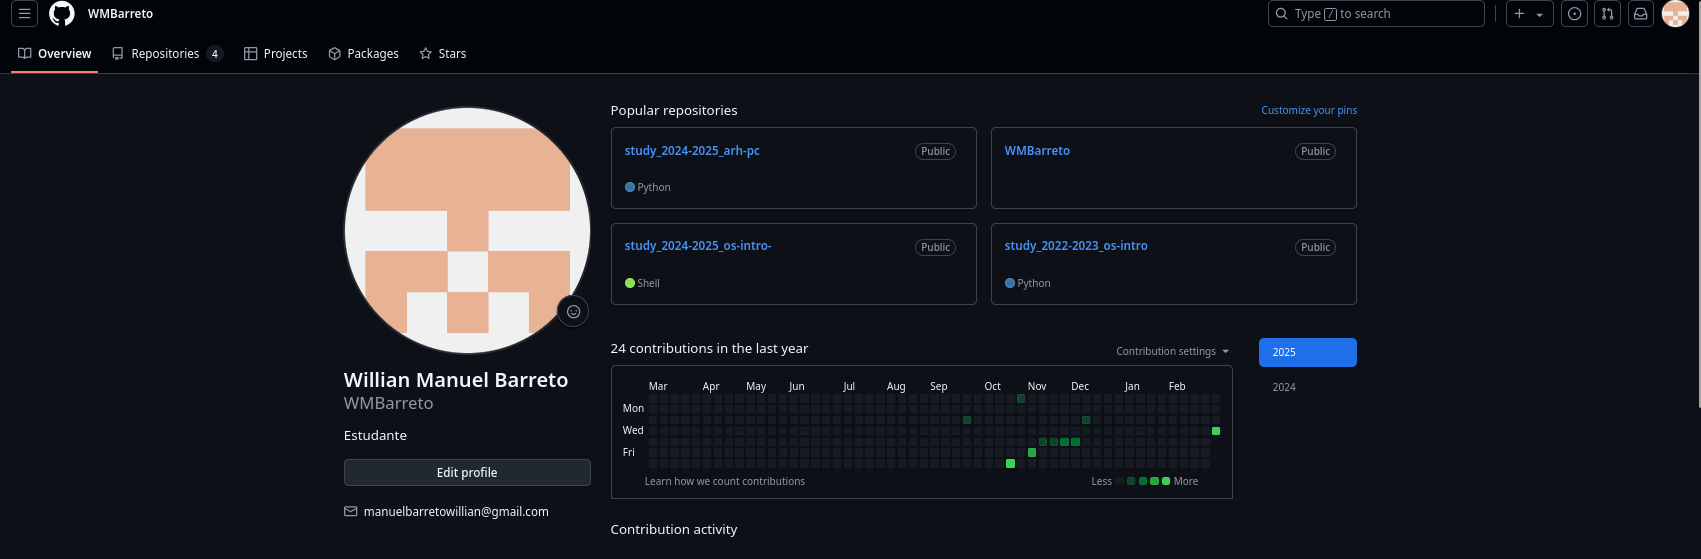 WMBarreto
Type / to search
Overview Repositories 4 Projects Packages Stars
Popular repositories
Customize your pins
study_2024-2025_arh-pc Public
Python
WMBarreto Public
study_2024-2025_os-intro- Public
Shell
study_2022-2023_os-intro Public
Python
Willian Manuel Barreto
WMBarreto
Estudante
Edit profile
manuelbarretowillian@gmail.com
24 contributions in the last year
Contribution settings
2025
2024
Mar Apr May Jun Jul Aug Sep Oct Nov Dec Jan Feb
Mon
Wed
Fri
Learn how we count contributions
Less More
Contribution activity